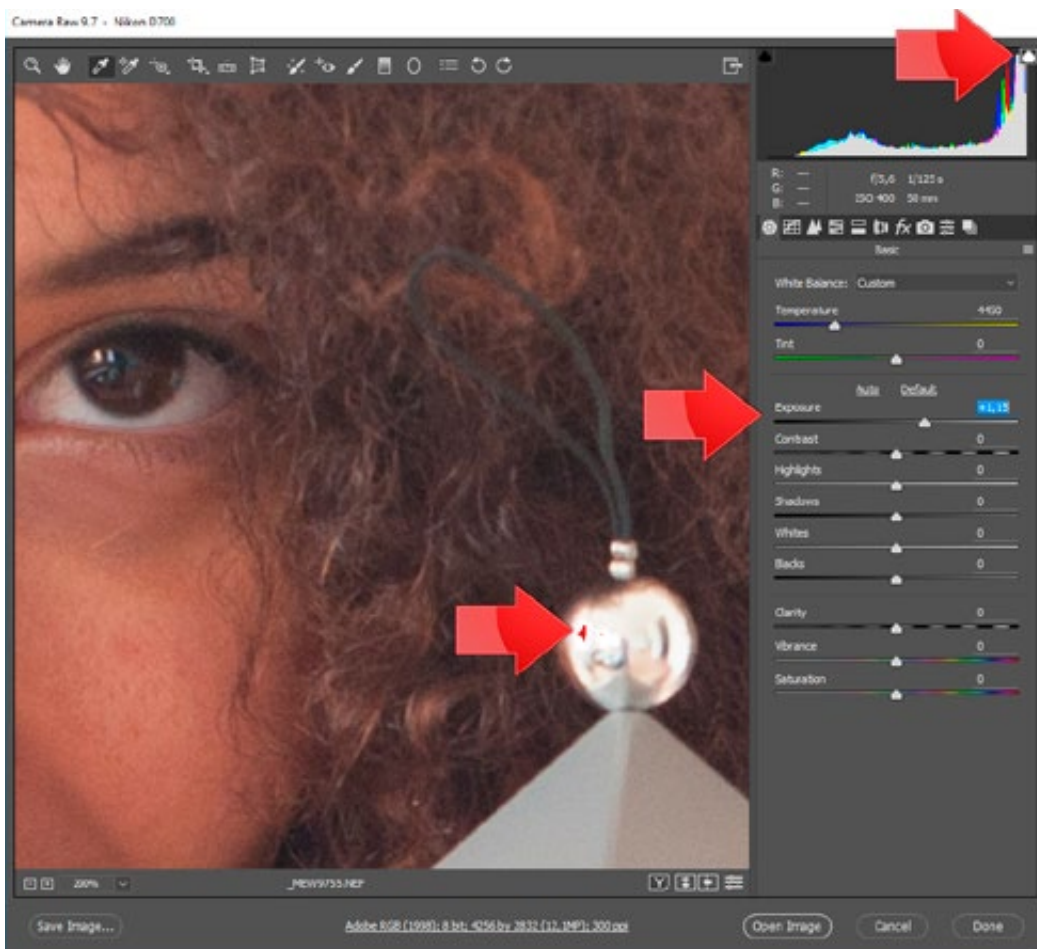 Camera Raw 9.7 - Nikon D700
R: ---
G: ---
B: ---
f/5,6 1/125 s
ISO 400 50 mm
fx
Basic
White Balance: Custom
Temperature 4450
Tint 0
Auto Default
Exposure +1,15
Contrast 0
Highlights 0
Shadows 0
Whites 0
Blacks 0
Clarity 0
Vibrance 0
Saturation 0
200% _MEW9755.NEF Y
Save Image... Adobe RGB (1998); 8 bit; 4256 by 2832 (12,1MP); 300 ppi Open Image Cancel Done